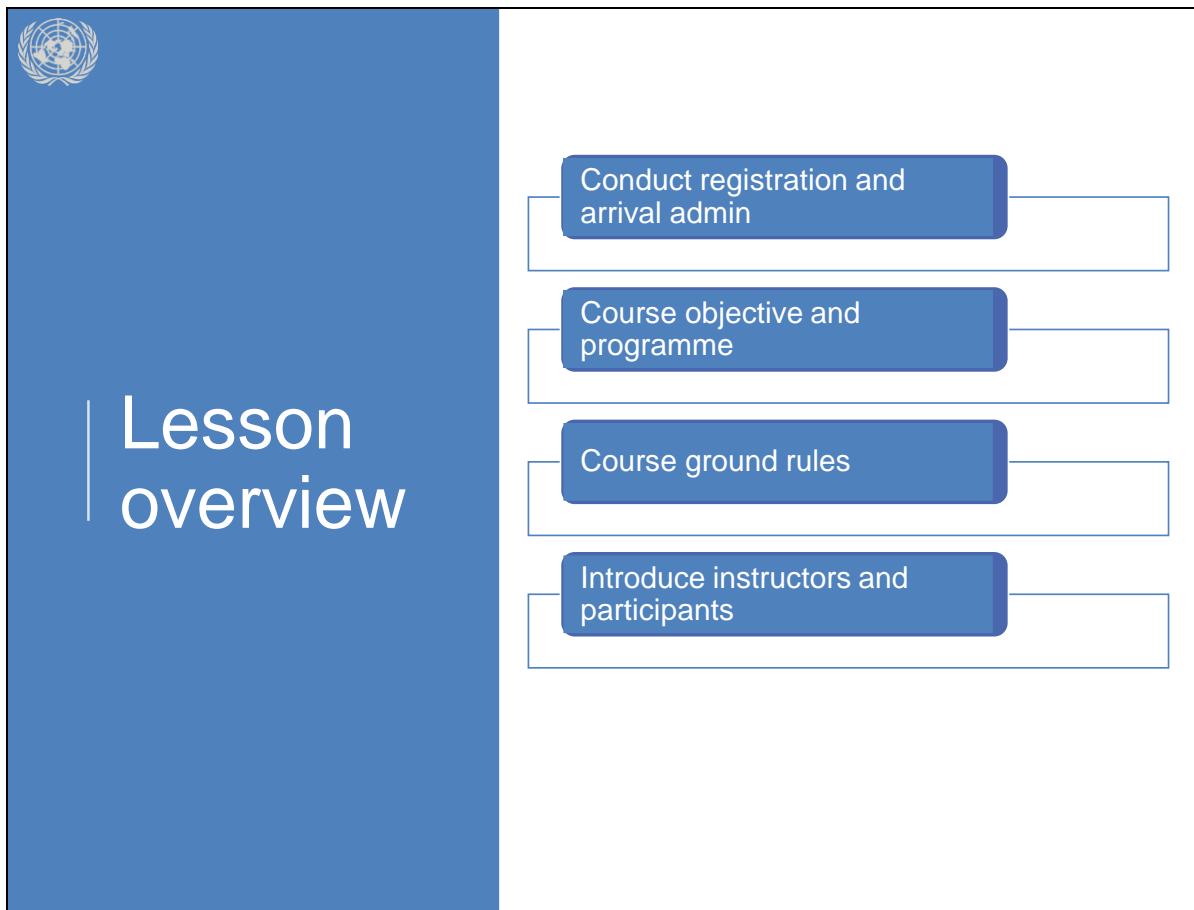 Lesson
overview
Conduct registration and
arrival admin
Course objective and
programme
Course ground rules
Introduce instructors and
participants